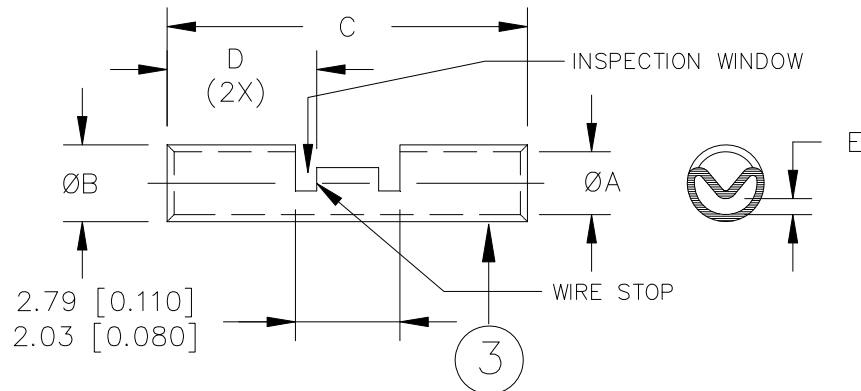 C
D
(2X)
INSPECTION WINDOW
E
ØB
ØA
WIRE STOP
2.79 [0.110]
2.03 [0.080]
3